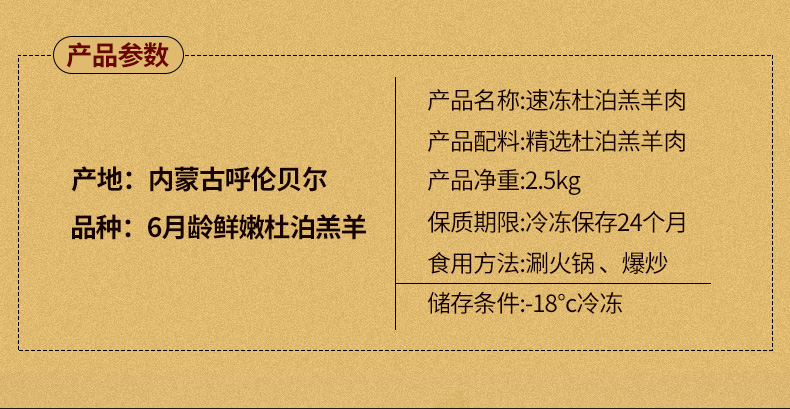 产品参数
产地：内蒙古呼伦贝尔
品种：6月龄鲜嫩杜泊羔羊
产品名称:速冻杜泊羔羊肉
产品配料:精选杜泊羔羊肉
产品净重:2.5kg
保质期限:冷冻保存24个月
食用方法:涮火锅、爆炒
储存条件:-18°c冷冻